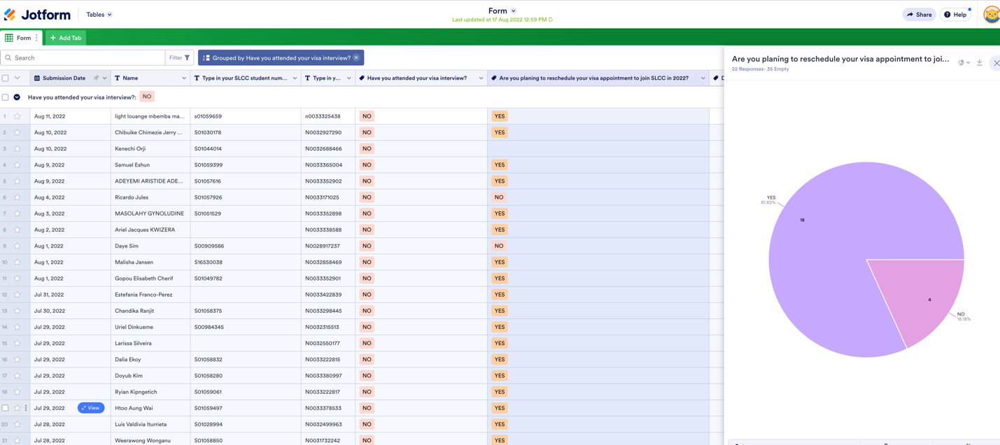 Jotform
Tables
Form
Last updated at 17 Aug 2022 12:59 PM
Share
Help
Form
+ Add Tab
Search
Filter
Grouped by Have you attended your visa interview?
Are you planing to reschedule your visa appointment to joi...
22 Responses- 35 Empty
Submission Date Name Type in your SLCC student num... Type in y... Have you attended your visa interview? Are you planing to reschedule your visa appointment to join SLCC in 2022?
Have you attended your visa interview?: NO
1 Aug 11, 2022 light louange mbemba ma... s01059659 n0033325438 NO YES
2 Aug 10, 2022 Chibuike Chimezie Jerry ... S01030178 N0032927290 NO YES
3 Aug 10, 2022 Kenechi Orji S01044014 N0032688466 NO
4 Aug 9, 2022 Samuel Eshun S01059399 N0033365004 NO YES
5 Aug 9, 2022 ADEYEMI ARISTIDE ADE... S01057616 N0033352902 NO YES
6 Aug 4, 2022 Ricardo Jules S01057926 N0033171025 NO NO
7 Aug 3, 2022 MASOLAHY GYNOLUDINE S01051529 N0033352898 NO YES
8 Aug 2, 2022 Ariel Jacques KWIZERA N0033338588 NO YES
9 Aug 1, 2022 Daye Sim S00909586 N0028917237 NO NO
10 Aug 1, 2022 Malisha Jansen S16530038 N0032858469 NO YES
11 Aug 1, 2022 Gopou Elisabeth Cherif S01049782 N0033352901 NO YES
12 Jul 31, 2022 Estefania Franco-Perez N0033422839 NO YES
13 Jul 30, 2022 Chandika Ranjit S01058375 N0033298445 NO YES
14 Jul 29, 2022 Uriel Dinkueme S00984345 N0032315513 NO YES
15 Jul 29, 2022 Larissa Silveira N0032550177 NO YES
16 Jul 29, 2022 Dalia Ekoy S01058832 N0033222815 NO YES
17 Jul 29, 2022 Doyub Kim S01058280 N0033380997 NO YES
18 Jul 29, 2022 Ryian Kipngetich S01059061 N0033222817 NO YES
Jul 29, 2022 View Htoo Aung Wai S01059497 N0033378533 NO YES
20 Jul 28, 2022 Luis Valdivia Iturrieta S01028994 N0032499963 NO YES
21 Jul 28, 2022 Weerawong Wonganu S01058850 N0031732242 NO YES
YES
81.82%
18
4
NO
18.18%